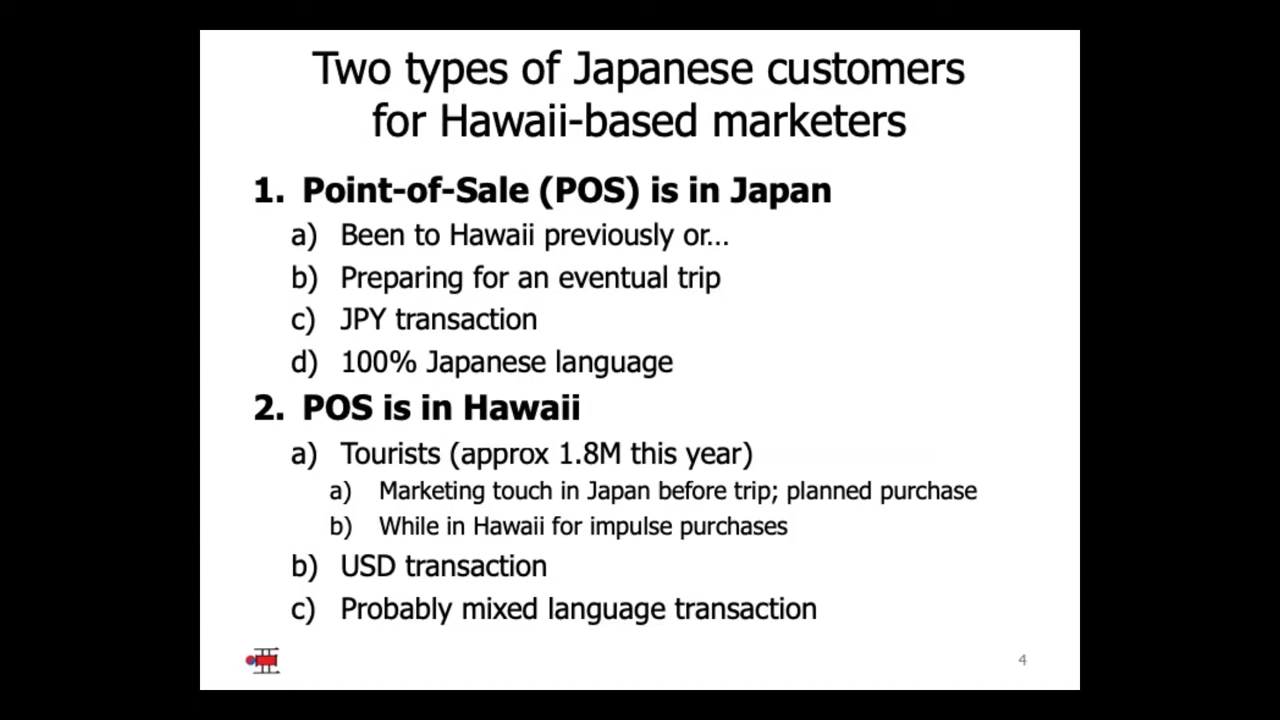 Two types of Japanese customers
for Hawaii-based marketers
1. Point-of-Sale (POS) is in Japan
a) Been to Hawaii previously or...
b) Preparing for an eventual trip
c) JPY transaction
d) 100% Japanese language
2. POS is in Hawaii
a) Tourists (approx 1.8M this year)
a) Marketing touch in Japan before trip; planned purchase
b) While in Hawaii for impulse purchases
b) USD transaction
c) Probably mixed language transaction
4